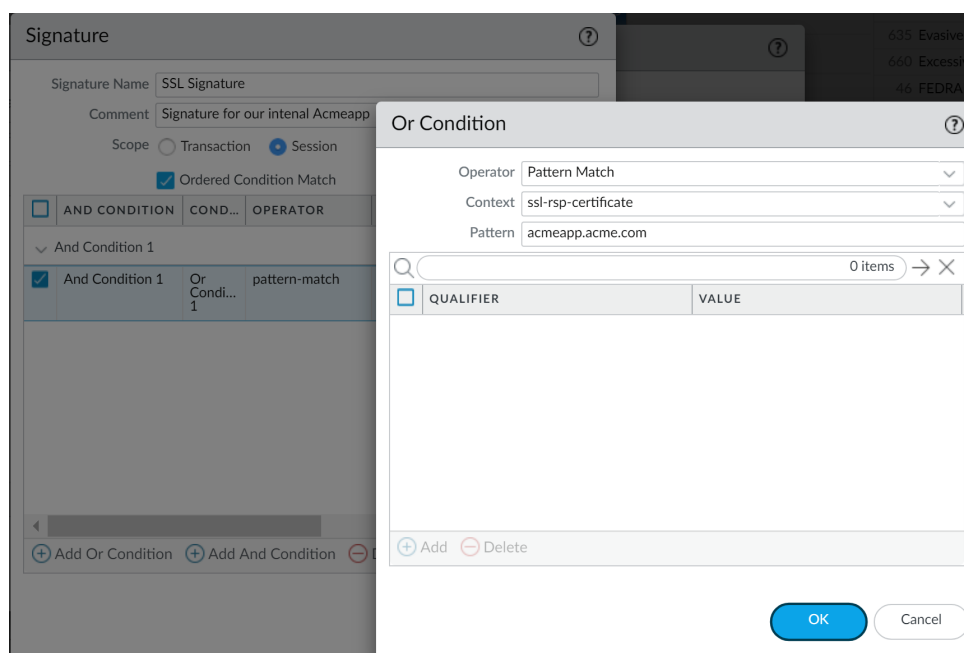 Signature
?
?
635 Evasive
660 Excessi
46 FEDRA
Signature Name SSL Signature
Comment Signature for our intenal Acmeapp
Scope Transaction Session
Ordered Condition Match
AND CONDITION COND... OPERATOR
And Condition 1
And Condition 1 Or Condi... 1 pattern-match
Add Or Condition Add And Condition
Or Condition
?
Operator Pattern Match
Context ssl-rsp-certificate
Pattern acmeapp.acme.com
0 items
QUALIFIER VALUE
Add Delete
OK Cancel